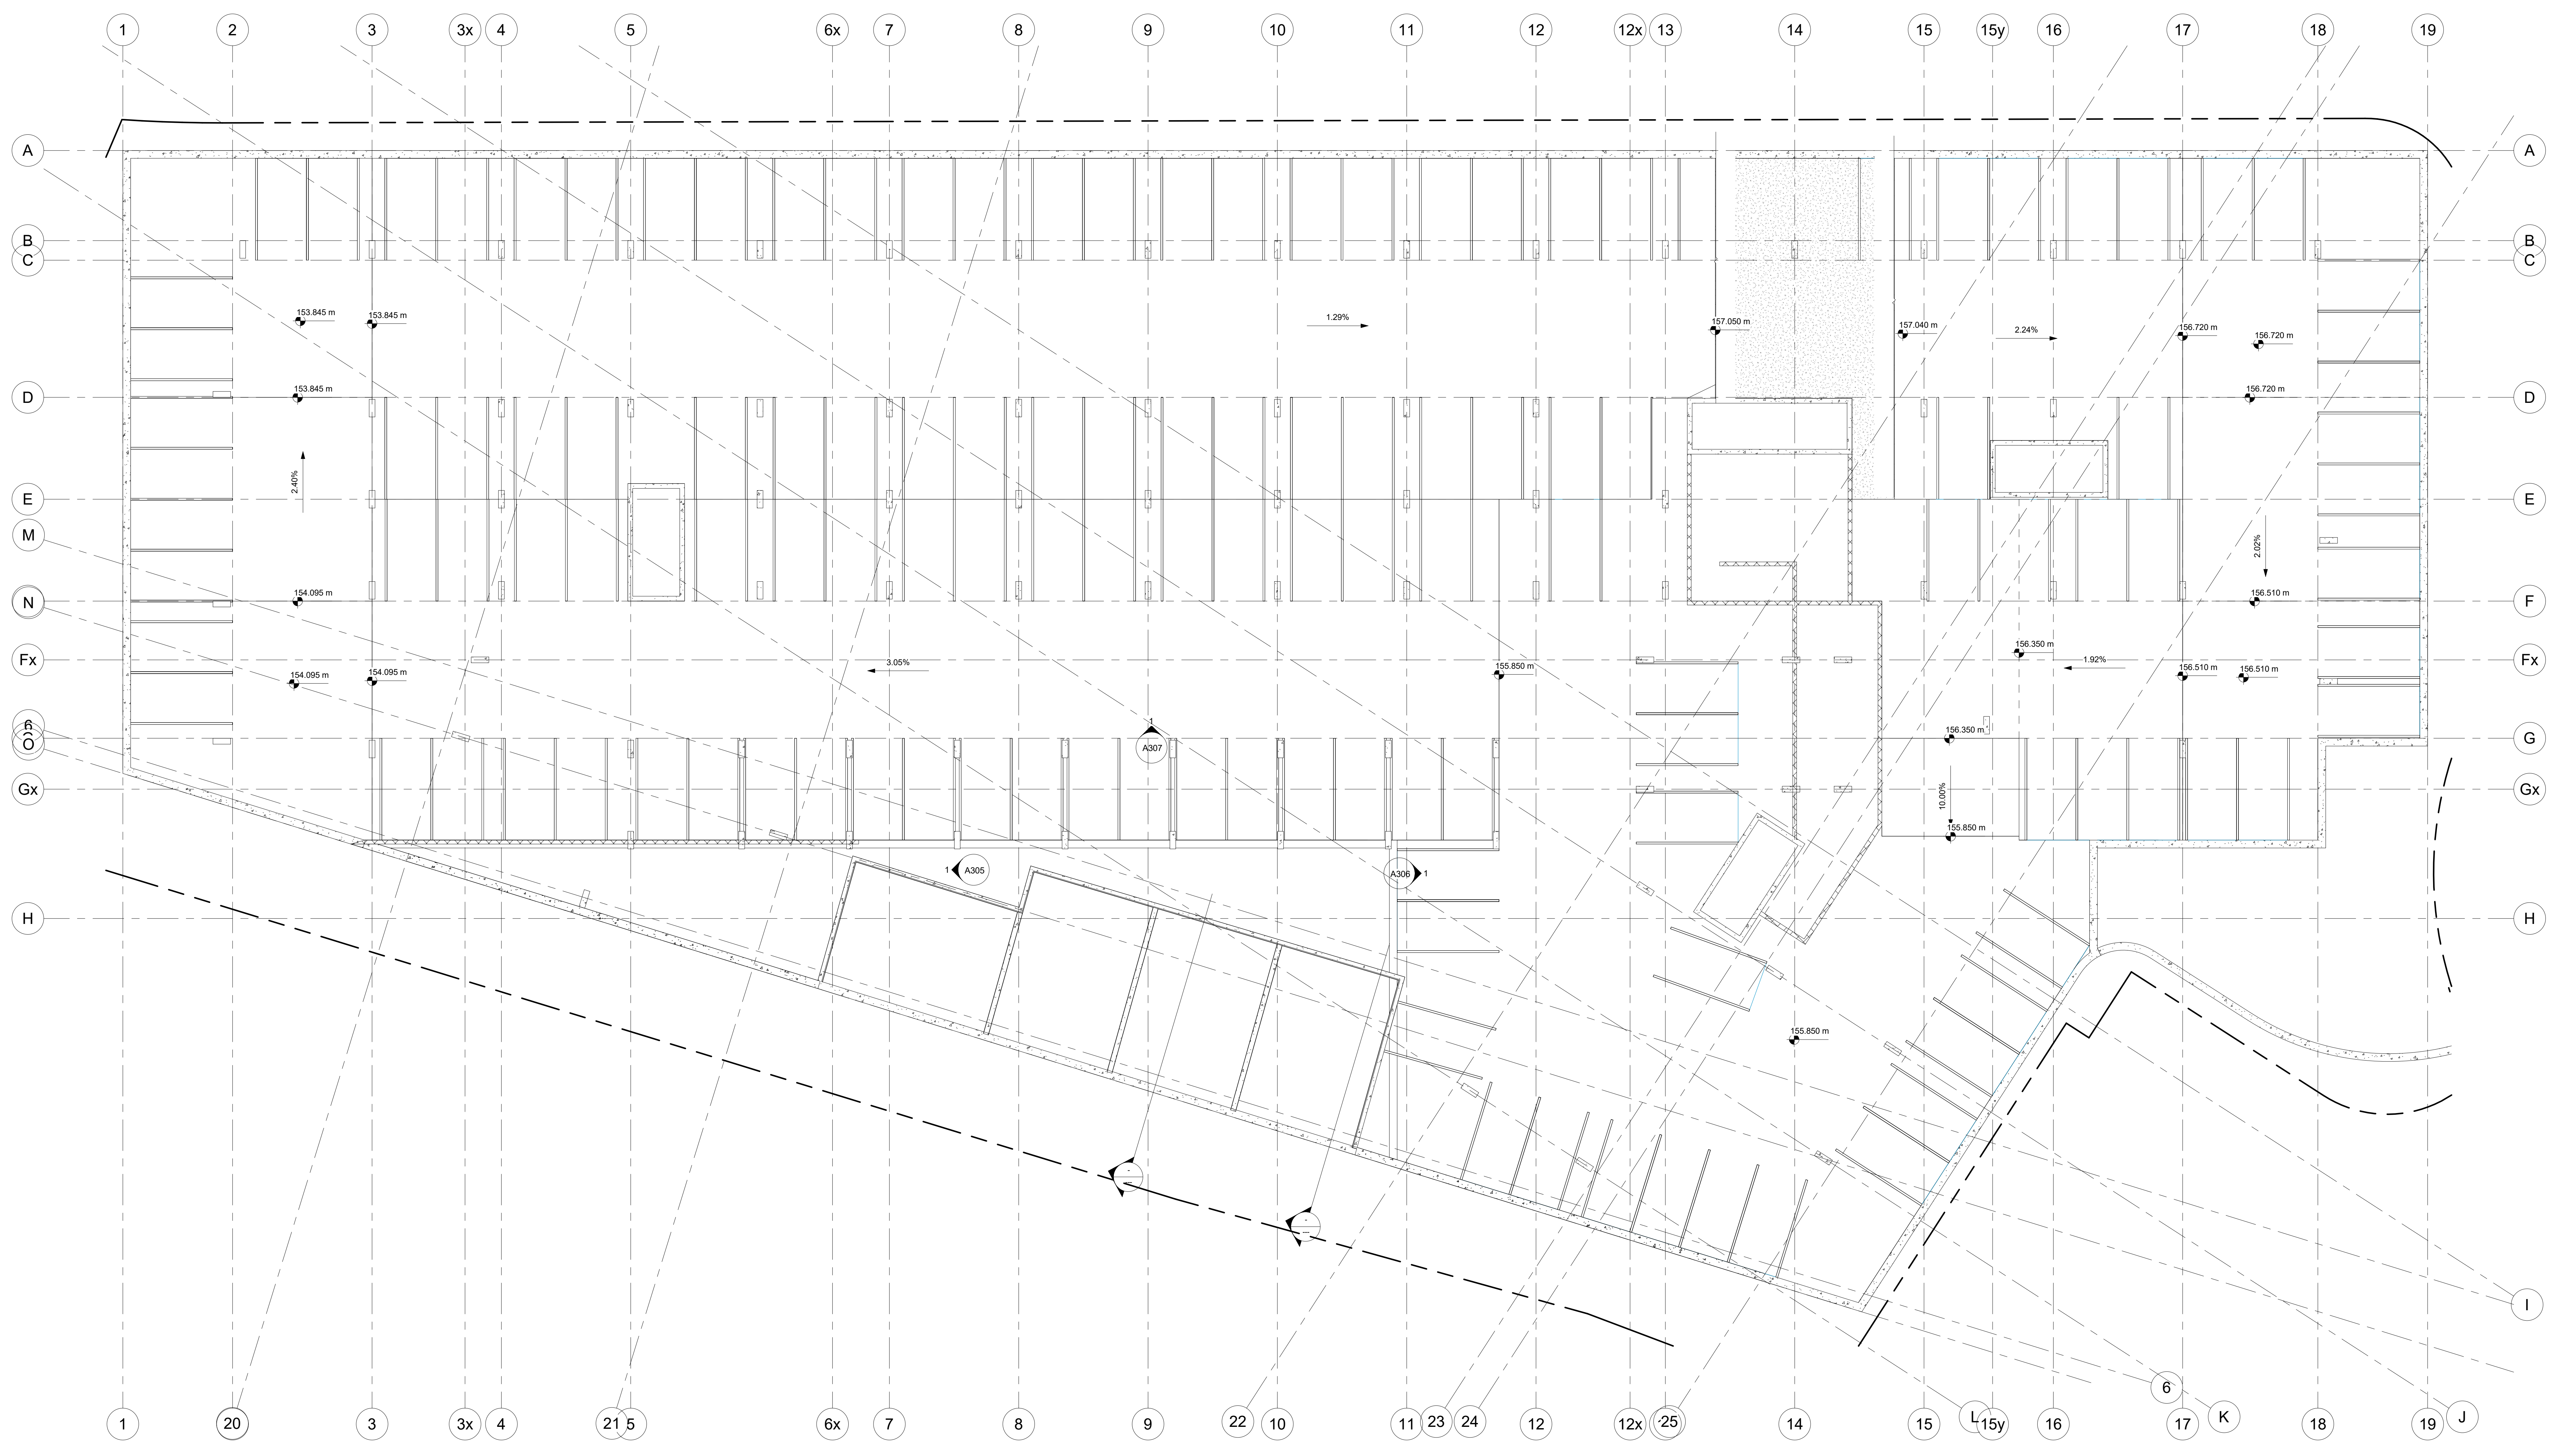 1 2 3 3x 4 5 6x 7 8 9 10 11 12 12x 13 14 15 15y 16 17 18 19
A A
B B
C C
153.845 m 153.845 m 1.29% 157.050 m 157.040 m 2.24% 156.720 m 156.720 m
D 153.845 m 156.720 m D
2.40%
E E
M 2.02%
N 154.095 m 156.510 m F
Fx 154.095 m 154.095 m 3.05% 155.850 m 156.350 m 1.92% 156.510 m 156.510 m Fx
6
1
O A307 156.350 m G
Gx 10.00% Gx
155.850 m
1 A305 A306 1
H H
155.850 m
I
6
1 20 3 3x 4 21 5 6x 7 8 9 22 10 11 23 24 12 12x 25 14 15 L 15y 16 17 K 18 19 J